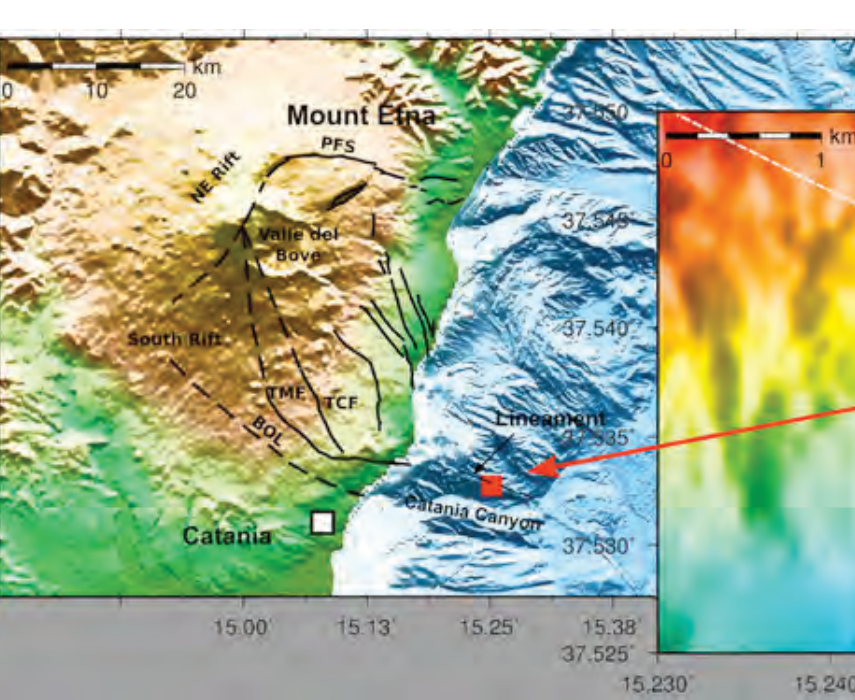 km
0 10 20
Mount Etna
37.550
PFS
km
0 1
NE Rift
37.545°
Valle del
Bove
South Rift
37.540°
TMF
TCF
BOL
Lineament
37.535°
Catania Canyon
Catania
37.530°
15.00 15.13 15.25 15.38
37.525°
15.230 15.240